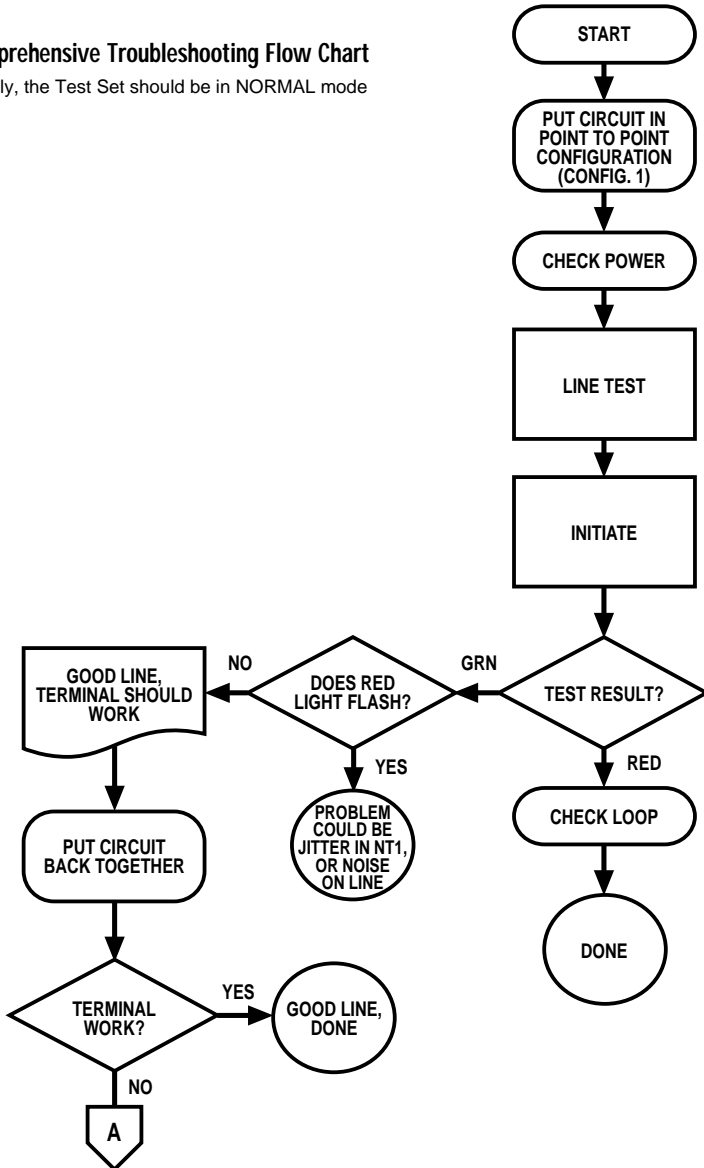 prehensive Troubleshooting Flow Chart
ly, the Test Set should be in NORMAL mode
START
PUT CIRCUIT IN
POINT TO POINT
CONFIGURATION
(CONFIG. 1)
CHECK POWER
LINE TEST
INITIATE
TEST RESULT?
GRN
RED
DOES RED
LIGHT FLASH?
NO
YES
GOOD LINE,
TERMINAL SHOULD
WORK
PROBLEM
COULD BE
JITTER IN NT1,
OR NOISE
ON LINE
CHECK LOOP
DONE
PUT CIRCUIT
BACK TOGETHER
TERMINAL
WORK?
YES
GOOD LINE,
DONE
NO
A